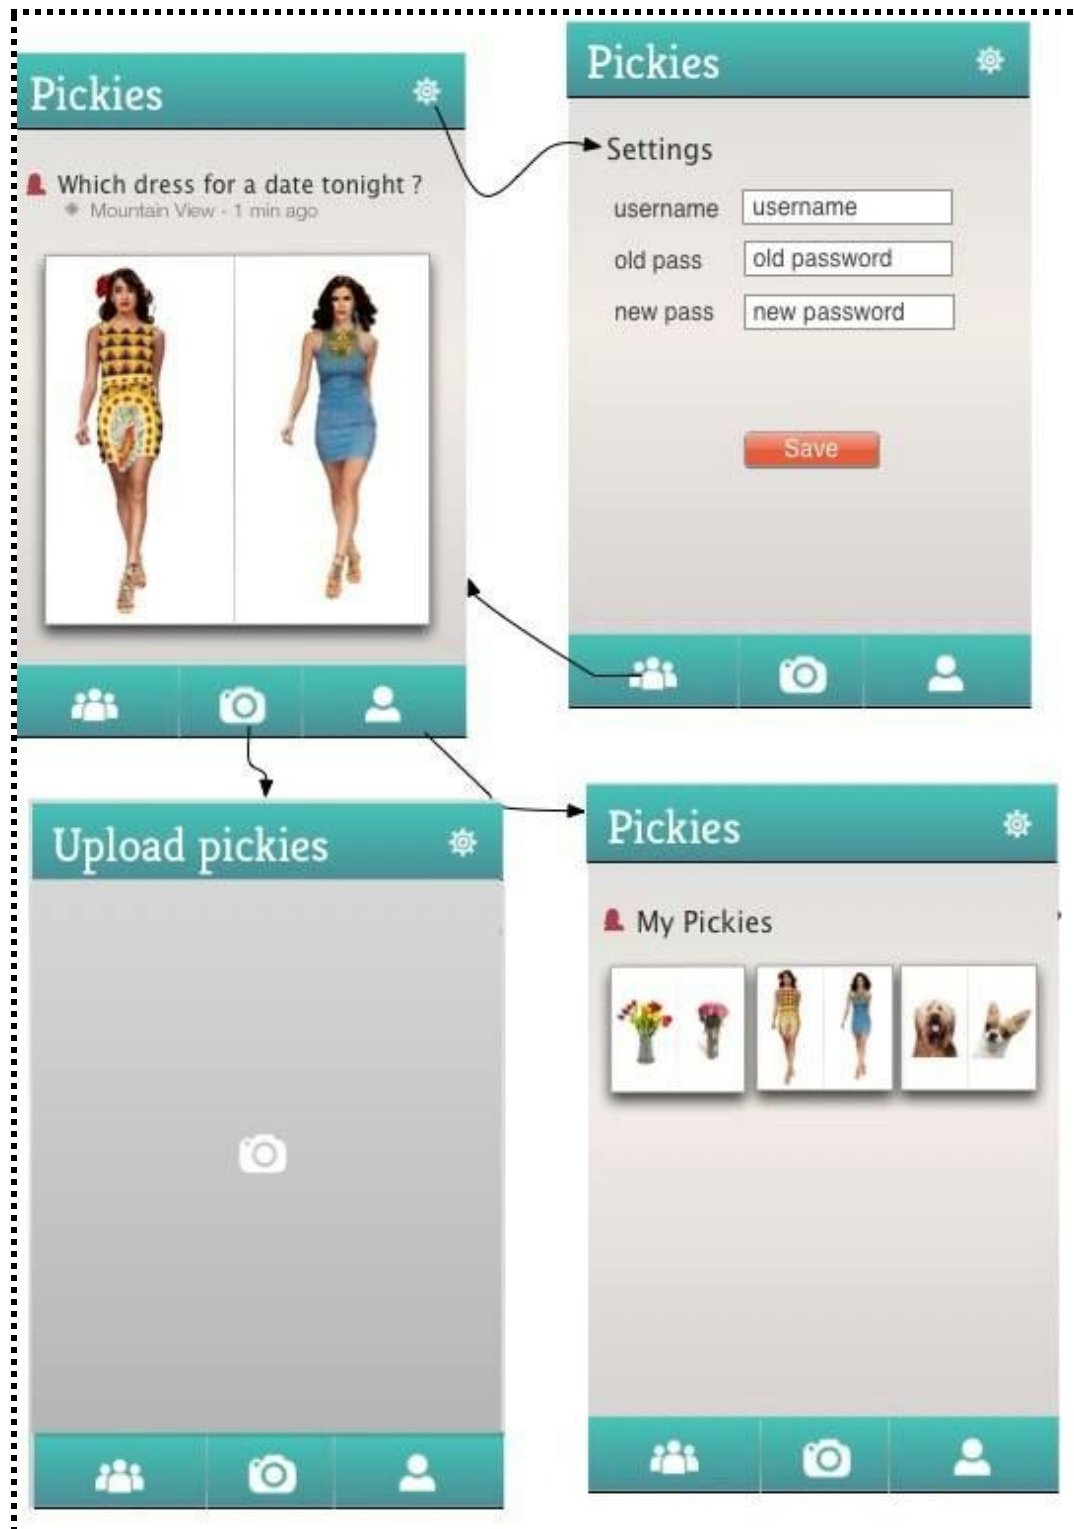 Pickies
Which dress for a date tonight ?
Mountain View - 1 min ago
Pickies
Settings
username username
old pass old password
new pass new password
Save
Upload pickies
Pickies
My Pickies